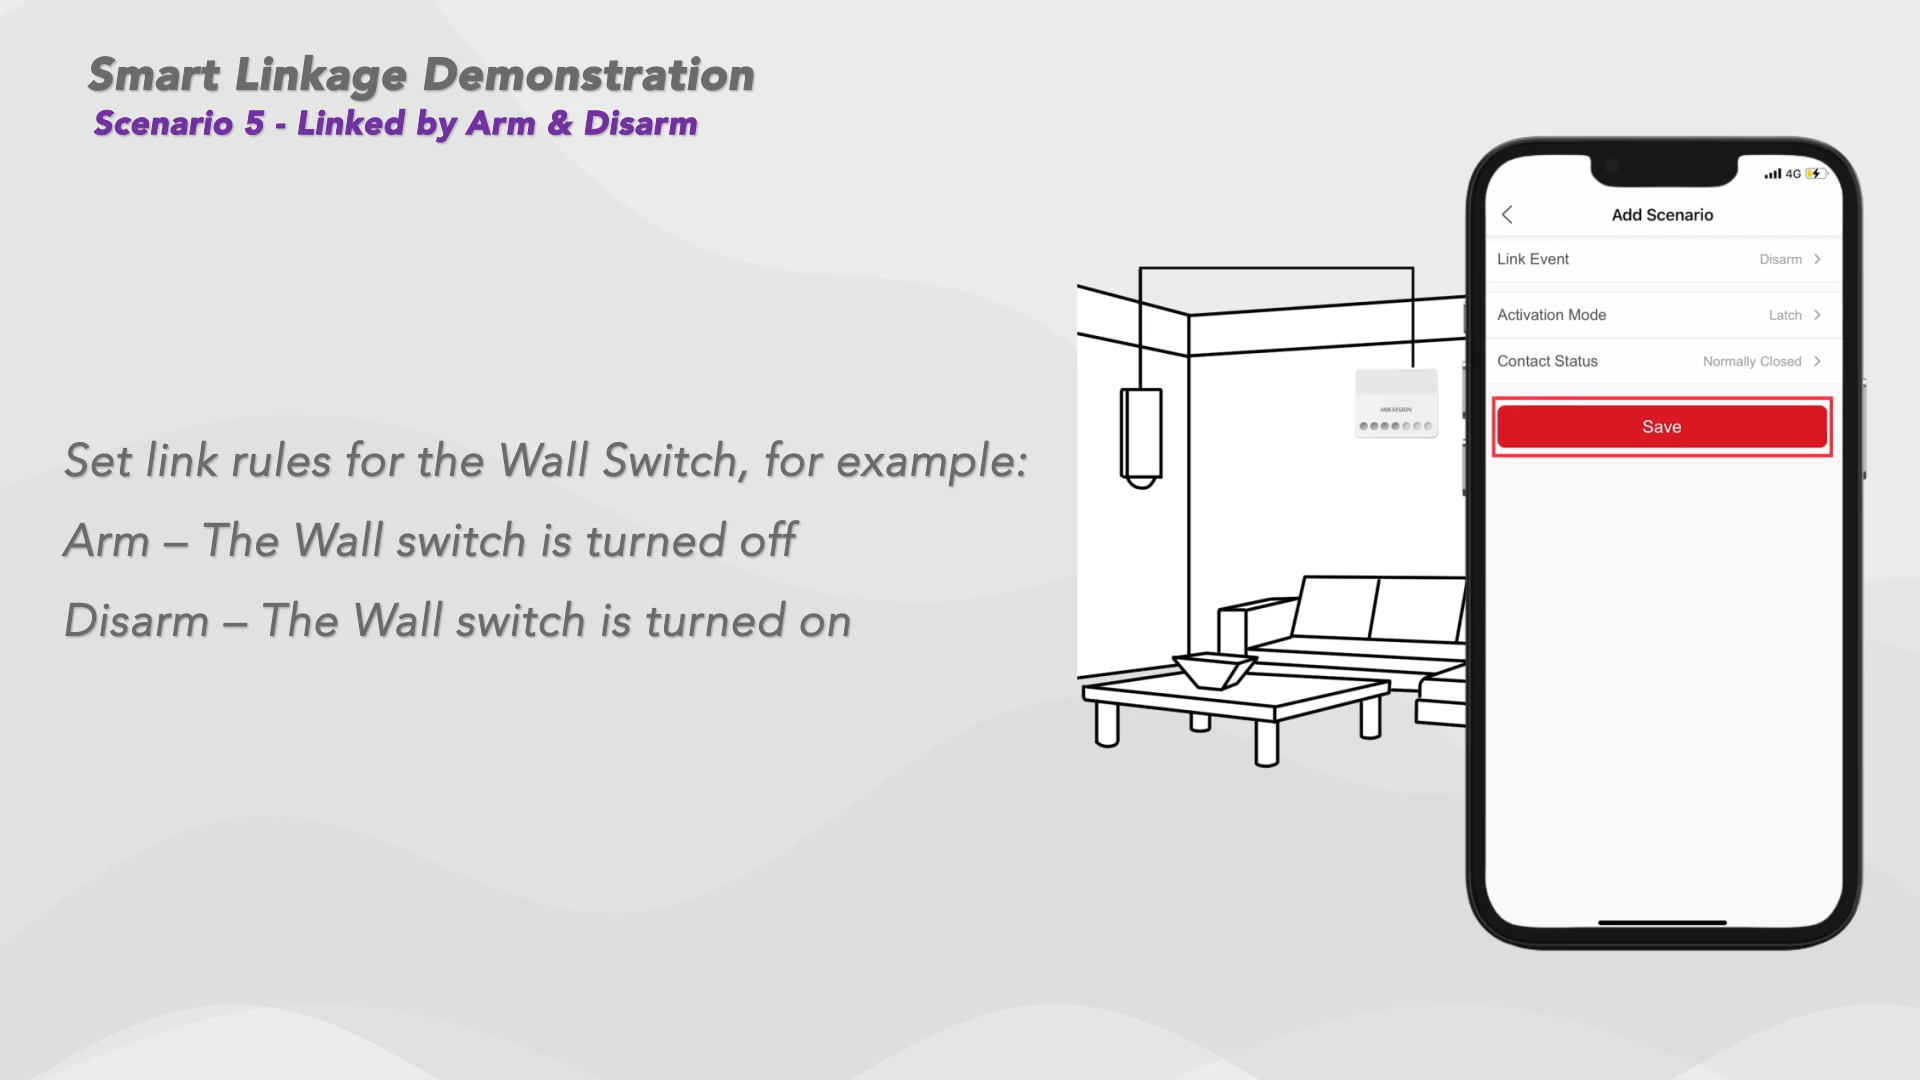 Smart Linkage Demonstration
Scenario 5 - Linked by Arm & Disarm
Set link rules for the Wall Switch, for example:
Arm – The Wall switch is turned off
Disarm – The Wall switch is turned on
HIKVISION
4G
Add Scenario
Link Event Disarm
Activation Mode Latch
Contact Status Normally Closed
Save